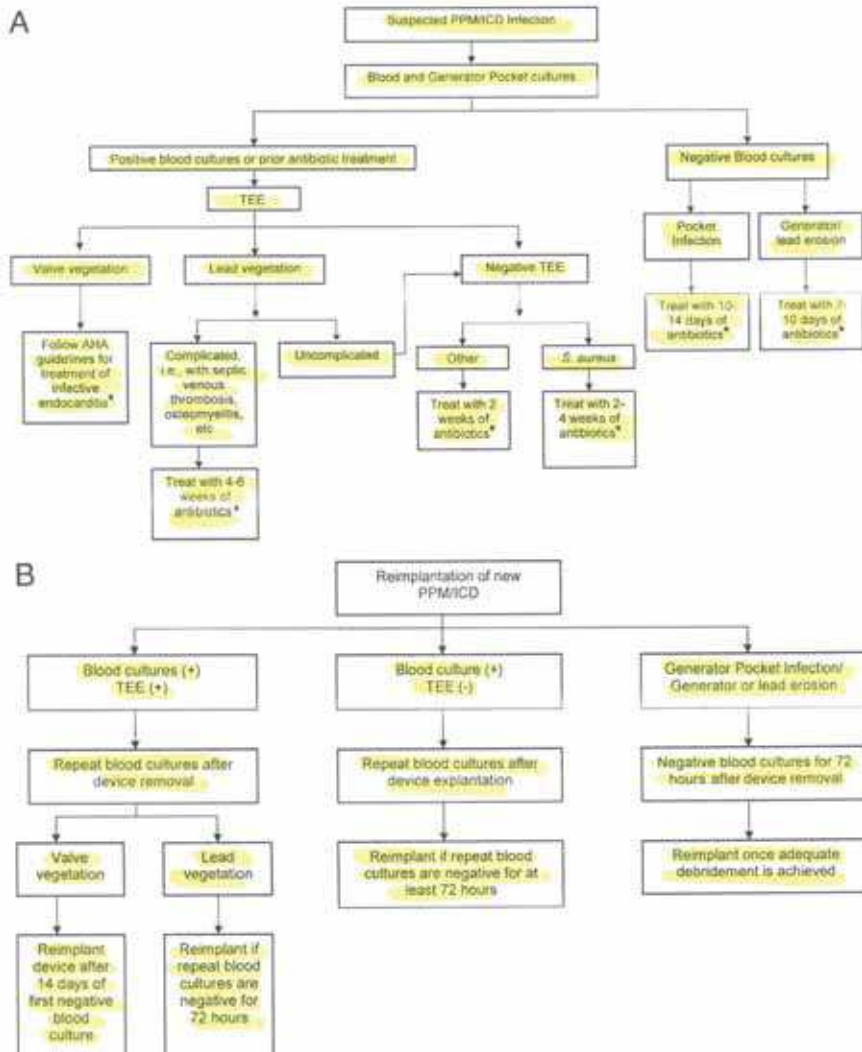 A
Suspected PPM/ICD Infection
Blood and Generator Pocket cultures
Positive blood cultures or prior antibiotic treatment
Negative Blood cultures
TEE
Pocket
Infection
Generator/
lead erosion
Valve vegetation
Lead vegetation
Negative TEE
Treat with 10-
14 days of
antibiotics*
Treat with 7-
10 days of
antibiotics*
Follow AHA
guidelines for
treatment of
infective
endocarditis*
Complicated,
i.e., with septic
venous
thrombosis,
osteomyelitis,
etc
Uncomplicated
Other
S. aureus
Treat with 2
weeks of
antibiotics*
Treat with 2-
4 weeks of
antibiotics*
Treat with 4-6
weeks of
antibiotics*
B
Reimplantation of new
PPM/ICD
Blood cultures (+)
TEE (+)
Blood culture (+)
TEE (-)
Generator Pocket Infection/
Generator or lead erosion
Repeat blood cultures after
device removal
Repeat blood cultures after
device explantation
Negative blood cultures for 72
hours after device removal
Valve
vegetation
Lead
vegetation
Reimplant if repeat blood
cultures are negative for at
least 72 hours
Reimplant once adequate
debridement is achieved
Reimplant
device after
14 days of
first negative
blood
culture
Reimplant if
repeat blood
cultures are
negative for
72 hours